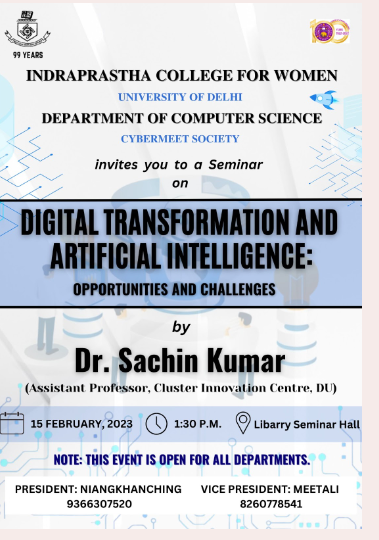 99 YEARS
INDRAPRASTHA COLLEGE FOR WOMEN
UNIVERSITY OF DELHI
DEPARTMENT OF COMPUTER SCIENCE
CYBERMEET SOCIETY
invites you to a Seminar
on
DIGITAL TRANSFORMATION AND
ARTIFICIAL INTELLIGENCE:
OPPORTUNITIES AND CHALLENGES
by
Dr. Sachin Kumar
(Assistant Professor, Cluster Innovation Centre, DU)
15 FEBRUARY, 2023 1:30 P.M. Libarry Seminar Hall
NOTE: THIS EVENT IS OPEN FOR ALL DEPARTMENTS.
PRESIDENT: NIANGKHANCHING VICE PRESIDENT: MEETALI
9366307520 8260778541